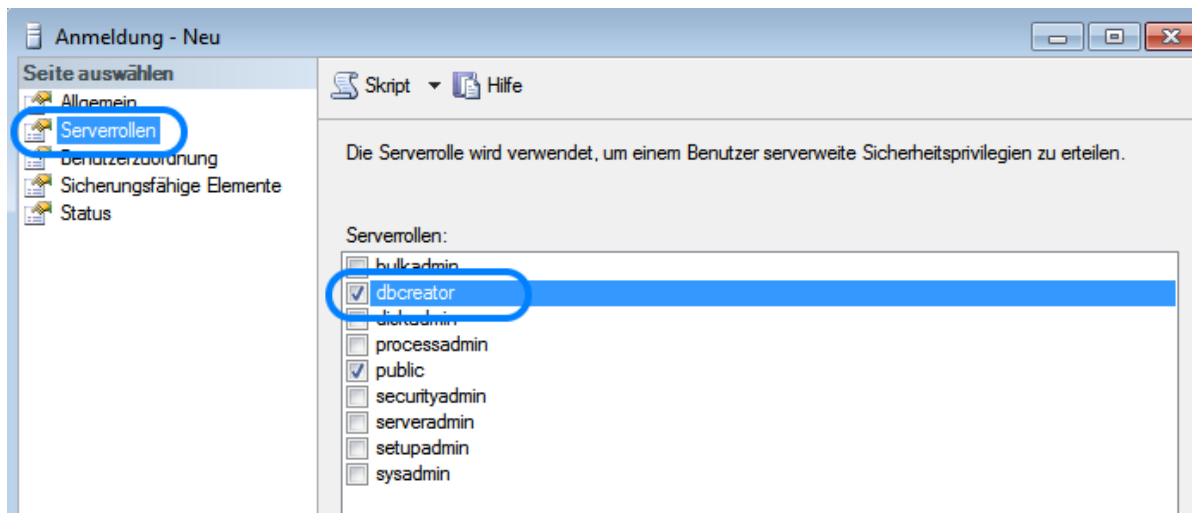 Anmeldung - Neu
Seite auswählen
Allgemein
Serverrollen
Benutzerzuordnung
Sicherungsfähige Elemente
Status
Skript
Hilfe
Die Serverrolle wird verwendet, um einem Benutzer serverweite Sicherheitsprivilegien zu erteilen.
Serverrollen:
bulkadmin
dbcreator
diskadmin
processadmin
public
securityadmin
serveradmin
setupadmin
sysadmin